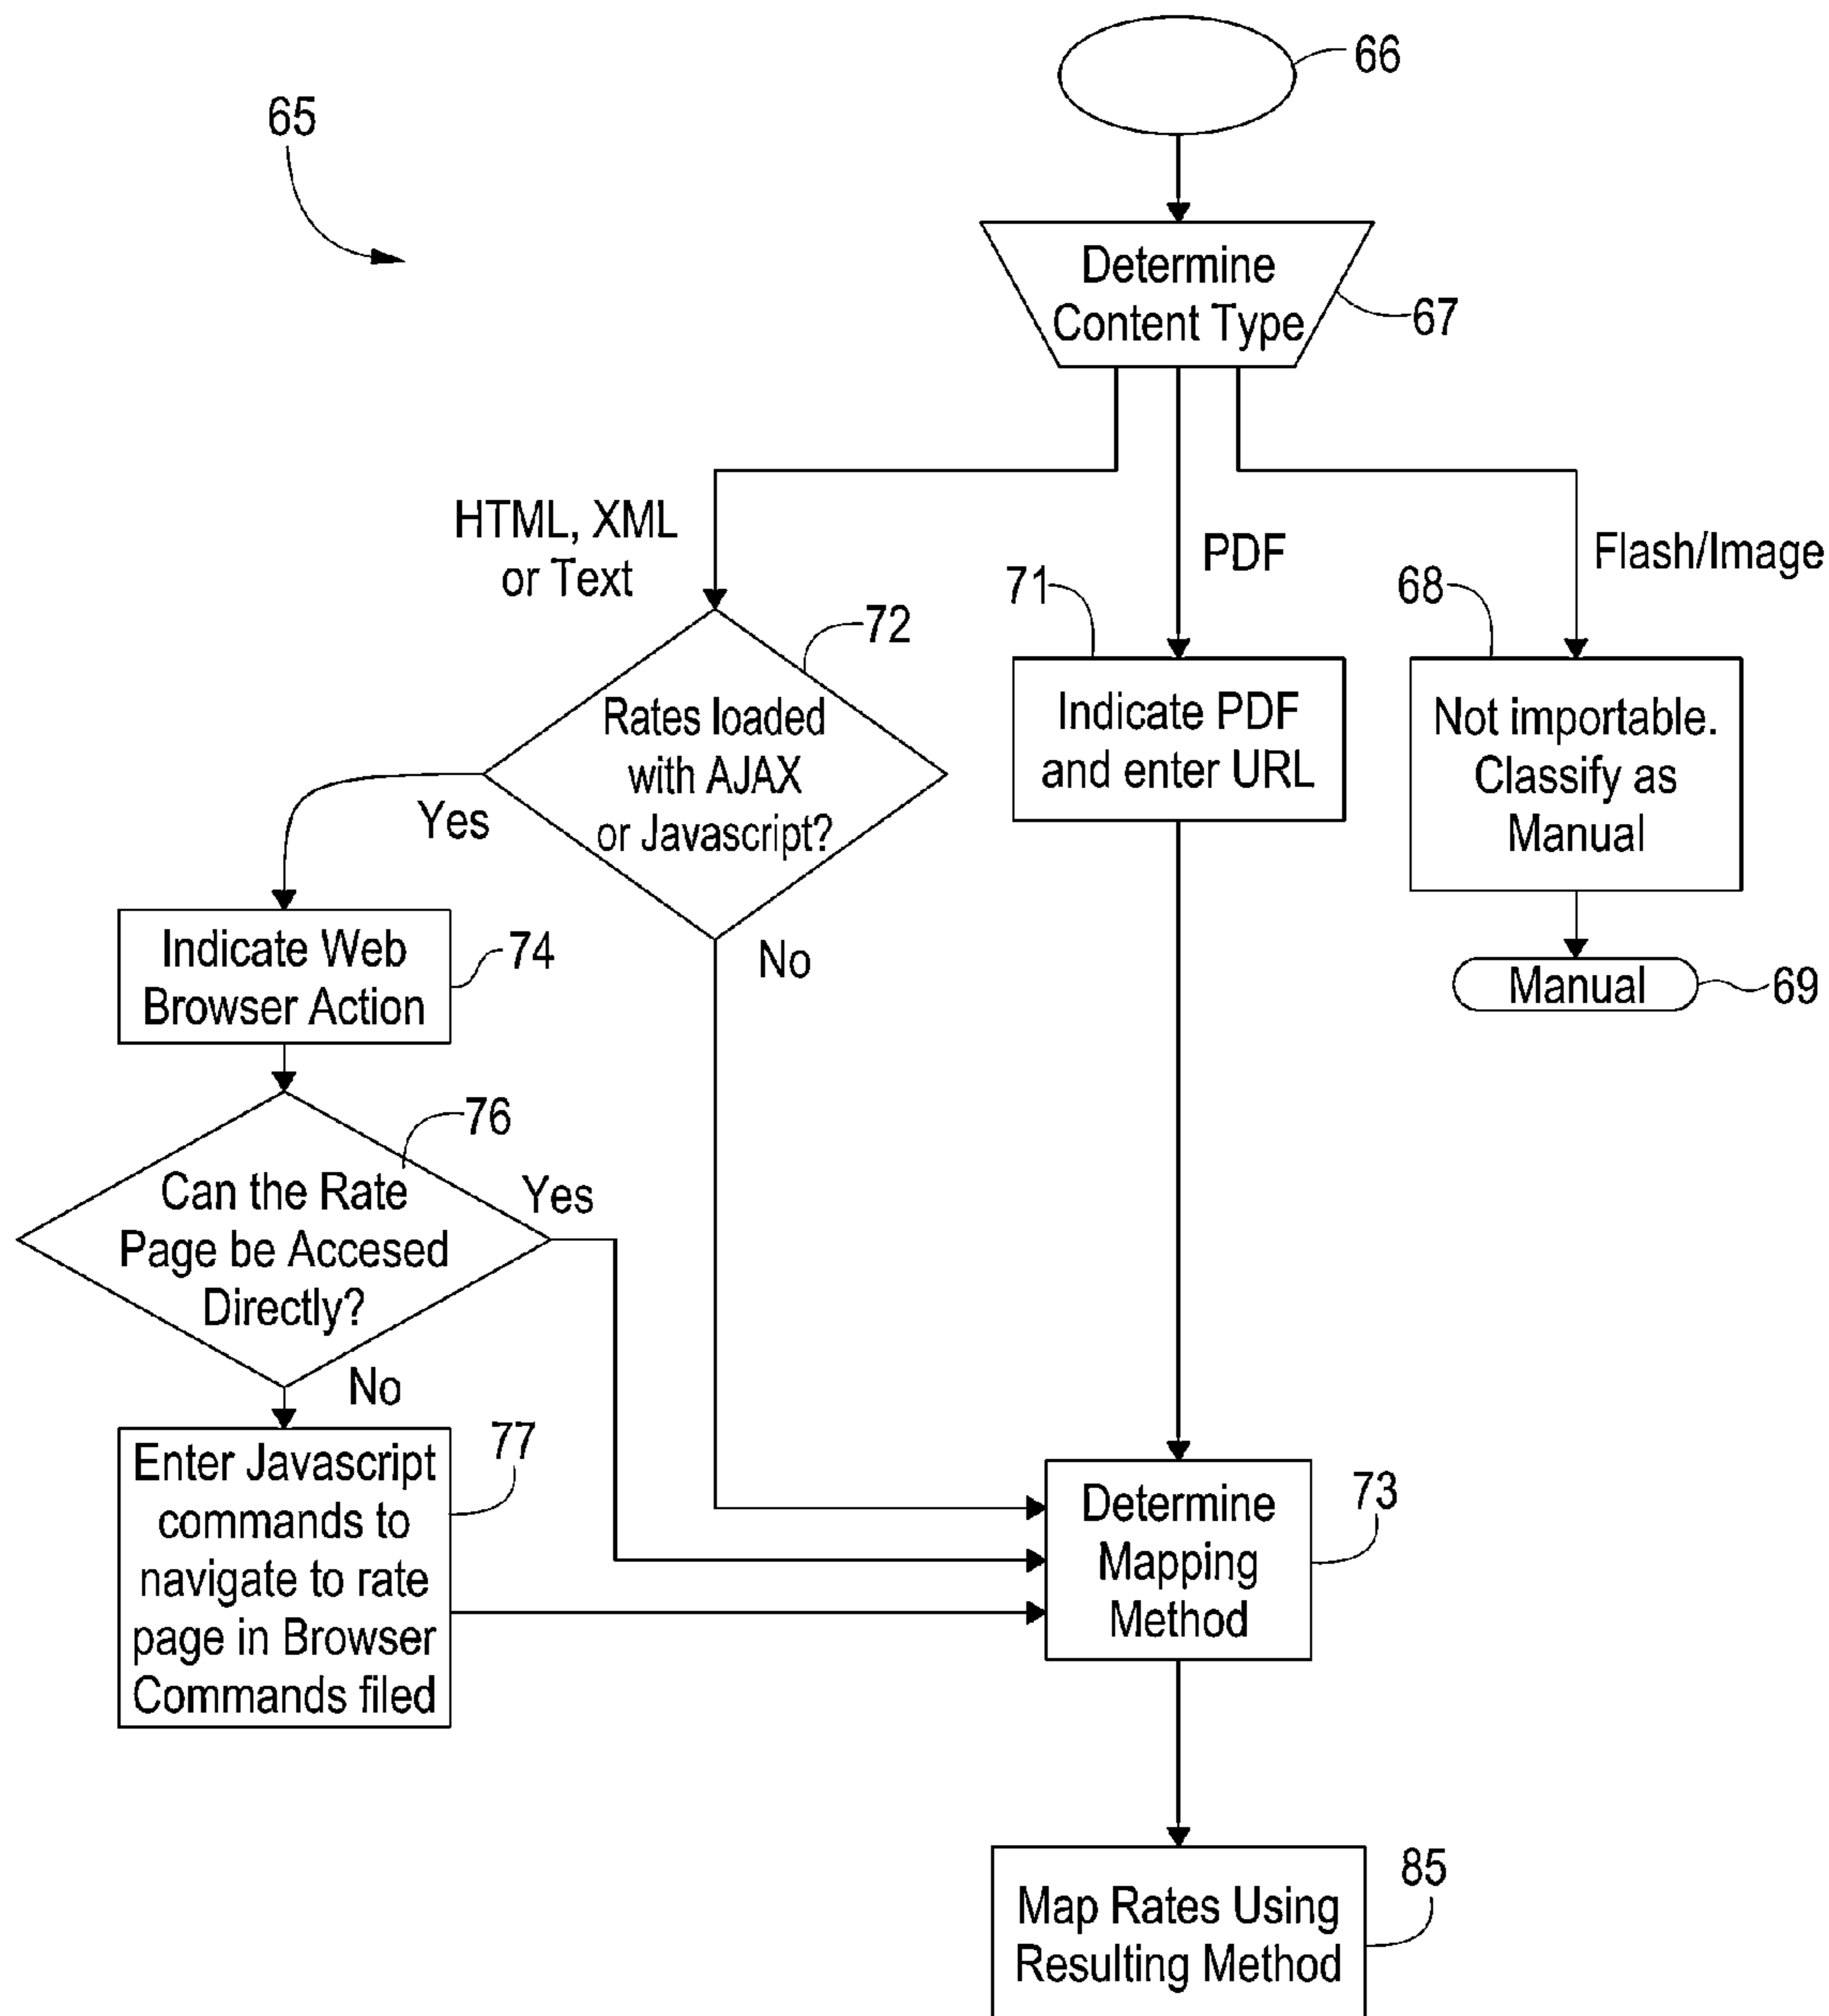 66
65
Determine
Content Type
67
HTML, XML
or Text
PDF
Flash/Image
72
71
68
Rates loaded
with AJAX
or Javascript?
Indicate PDF
and enter URL
Not importable.
Classify as
Manual
Yes
No
Indicate Web
Browser Action
74
Manual
69
76
Can the Rate
Page be Accesed
Directly?
Yes
No
Enter Javascript
commands to
navigate to rate
page in Browser
Commands filed
77
Determine
Mapping
Method
73
Map Rates Using
Resulting Method
85